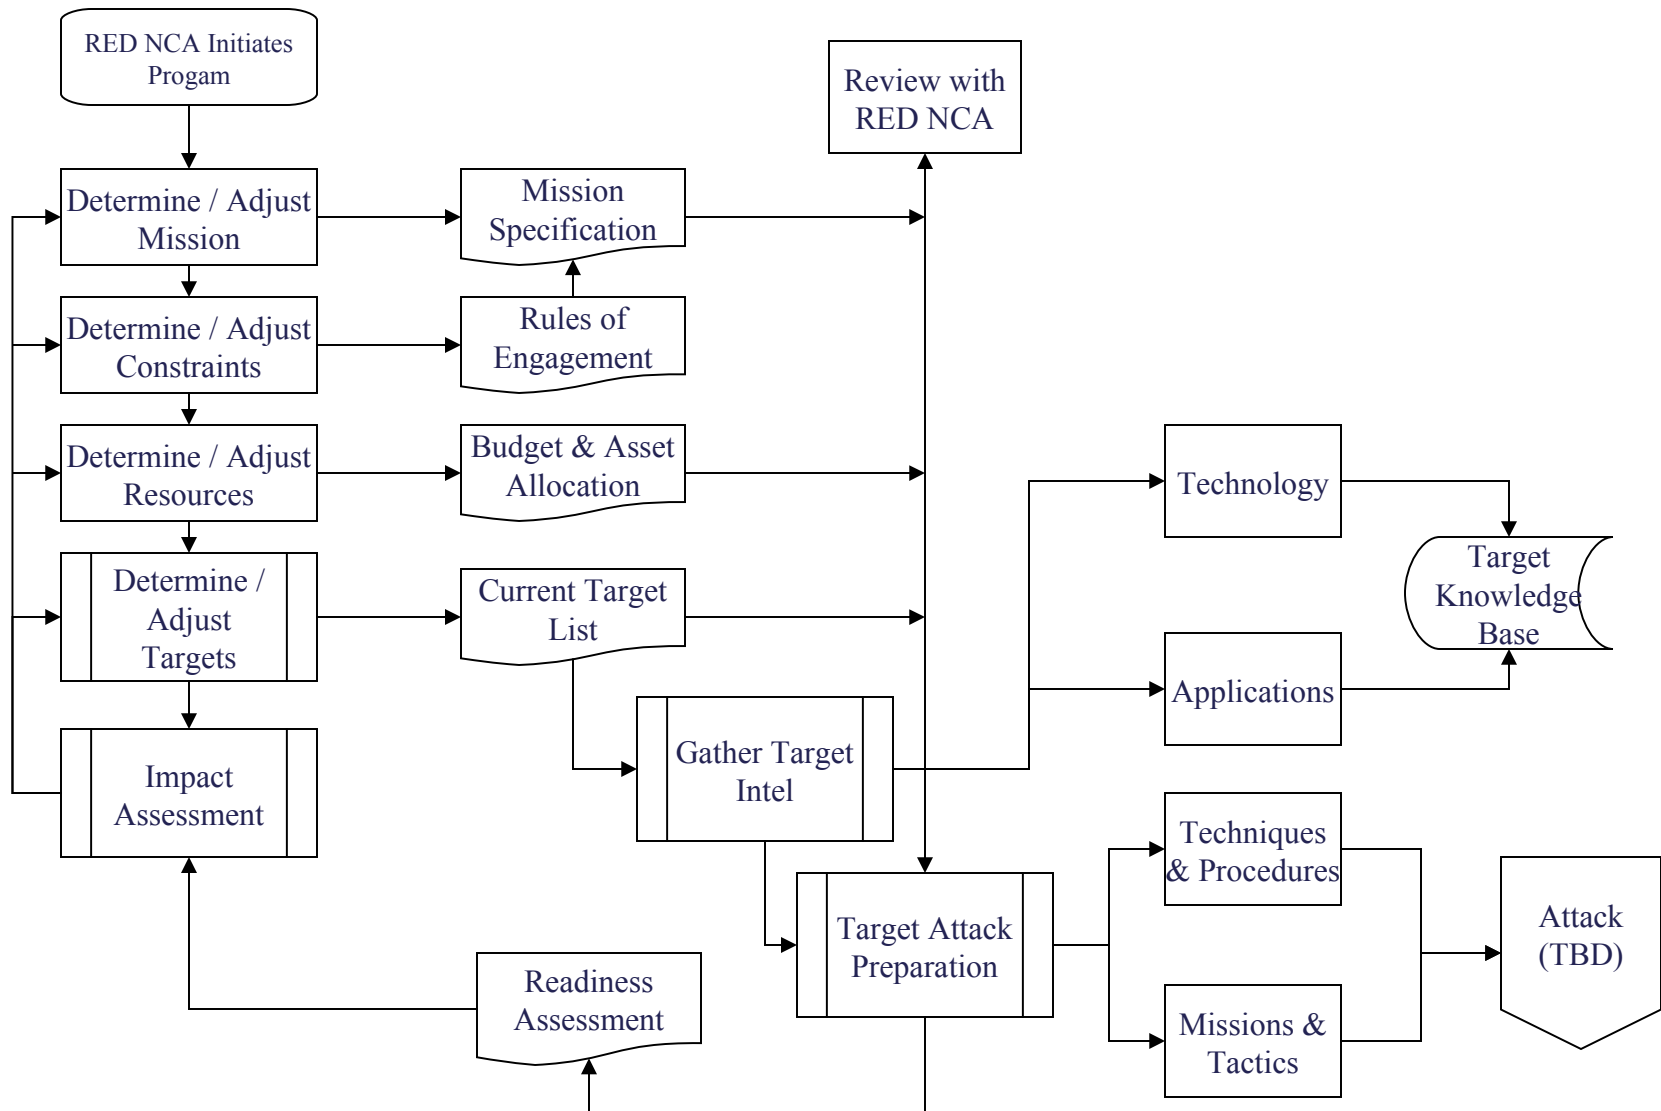 RED NCA Initiates
Progam
Review with
RED NCA
Determine / Adjust
Mission
Mission
Specification
Determine / Adjust
Constraints
Rules of
Engagement
Determine / Adjust
Resources
Budget & Asset
Allocation
Technology
Target
Knowledge
Base
Determine /
Adjust
Targets
Current Target
List
Applications
Gather Target
Intel
Impact
Assessment
Techniques
& Procedures
Target Attack
Preparation
Attack
(TBD)
Readiness
Assessment
Missions &
Tactics